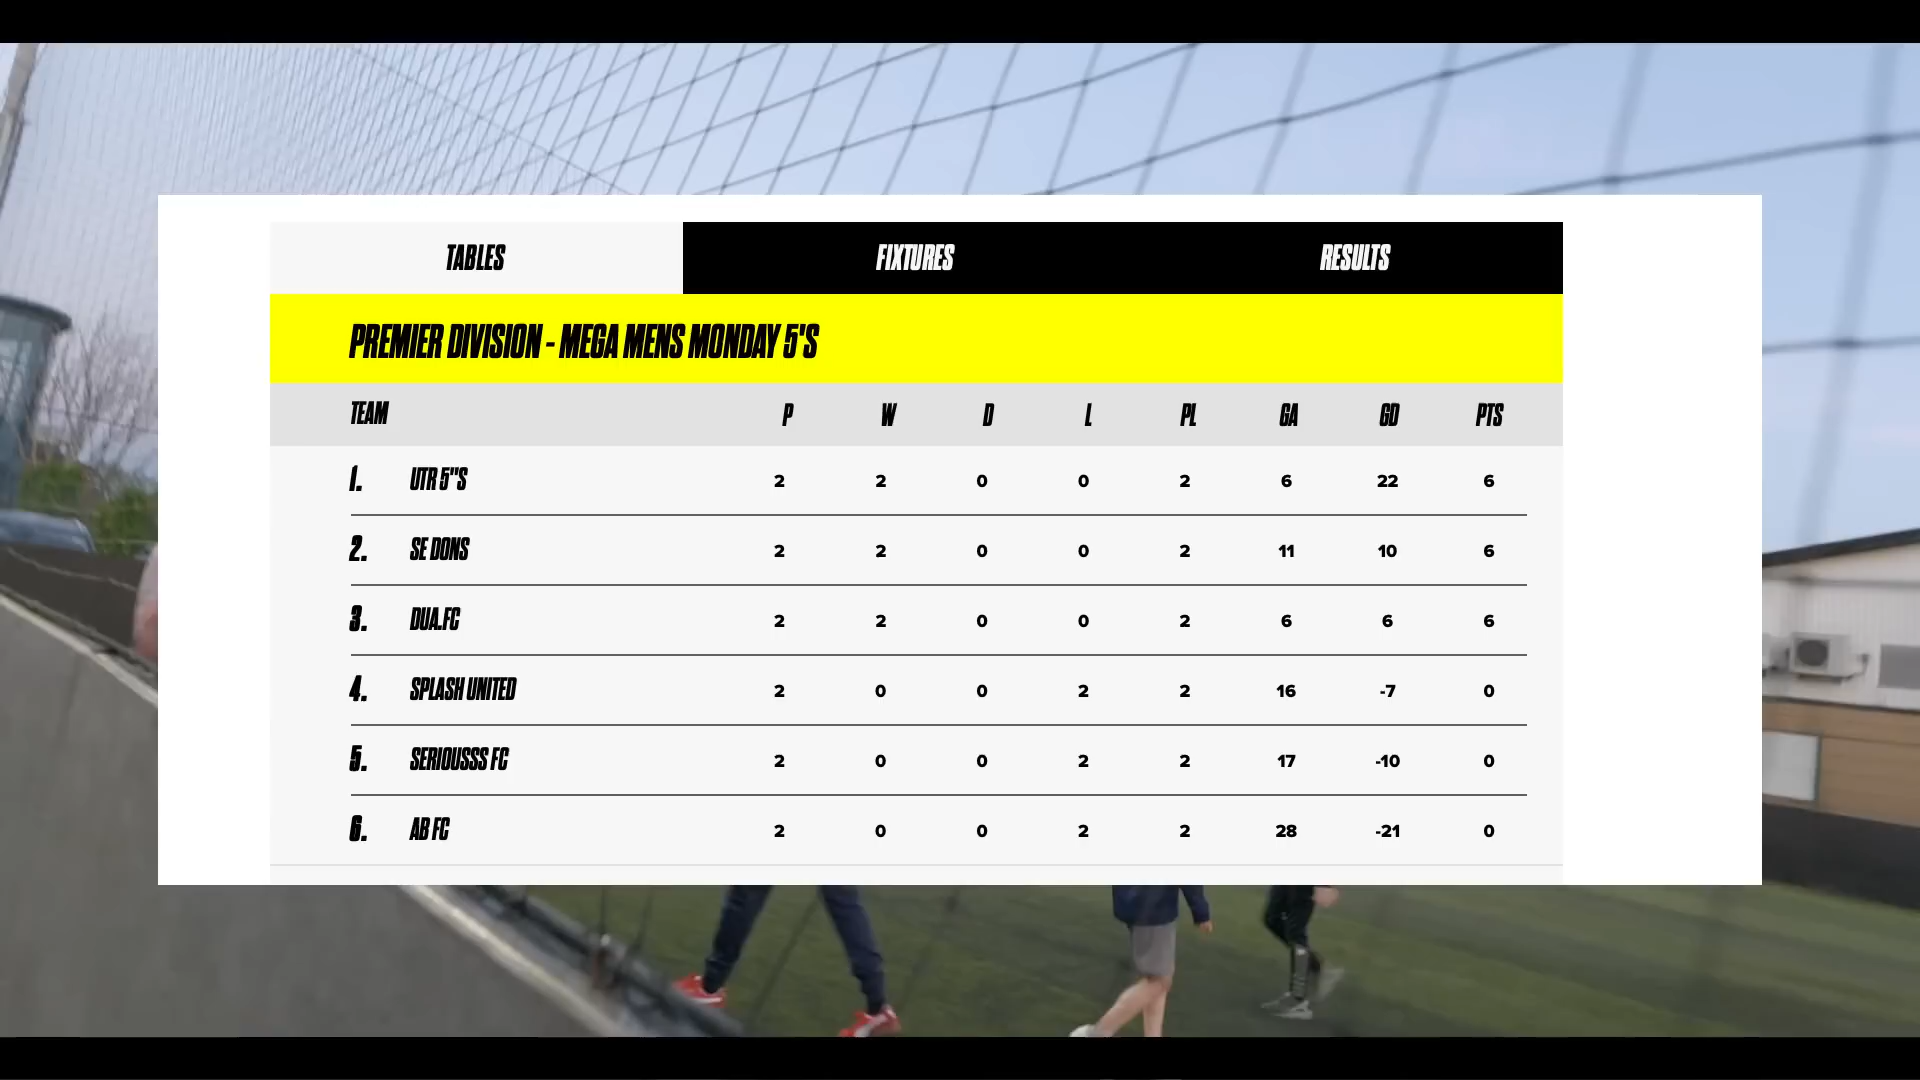 TABLES FIXTURES RESULTS
PREMIER DIVISION - MEGA MENS MONDAY 5'S
TEAM P W D L PL GA GD PTS
1. UTR 5"S 2 2 0 0 2 6 22 6
2. SE DONS 2 2 0 0 2 11 10 6
3. DUA.FC 2 2 0 0 2 6 6 6
4. SPLASH UNITED 2 0 0 2 2 16 -7 0
5. SERIOUSSS FC 2 0 0 2 2 17 -10 0
6. AB FC 2 0 0 2 2 28 -21 0